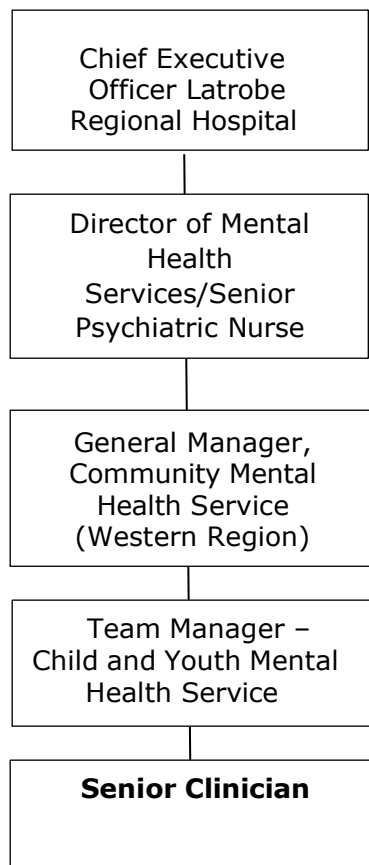 Chief Executive
Officer Latrobe
Regional Hospital
Director of Mental
Health
Services/Senior
Psychiatric Nurse
General Manager,
Community Mental
Health Service
(Western Region)
Team Manager –
Child and Youth Mental
Health Service
Senior Clinician